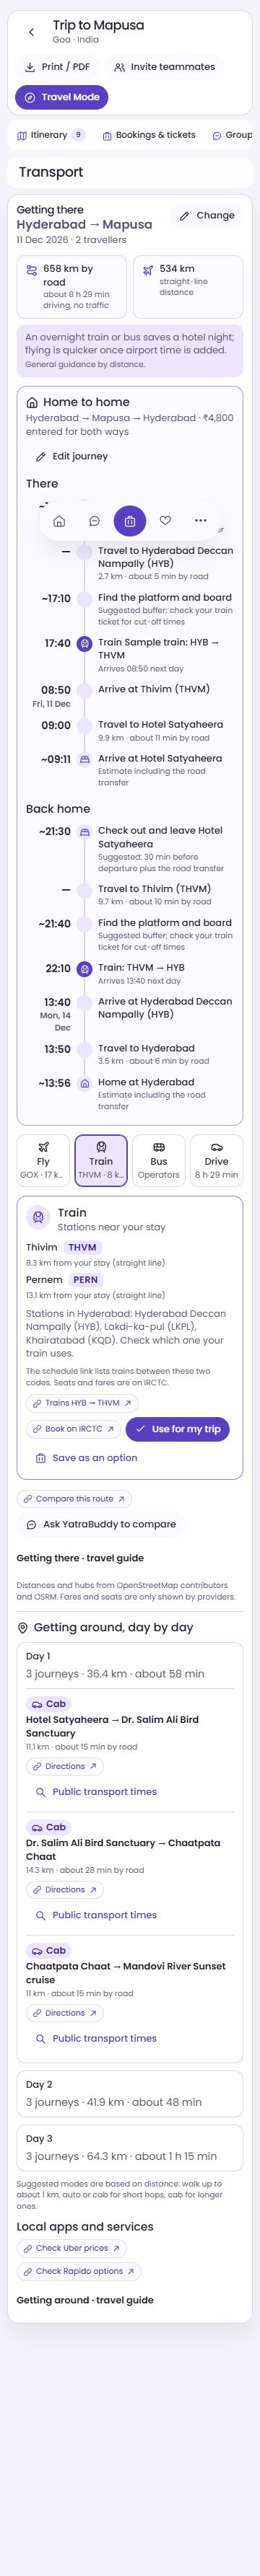 Trip to Mapusa
Goa · India
Print / PDF
Invite teammates
Travel Mode
Itinerary 9
Bookings & tickets
Group
Transport
Getting there
Hyderabad → Mapusa
11 Dec 2026 · 2 travellers
Change
658 km by
road
about 8 h 29 min
driving, no traffic
534 km
straight-line
distance
An overnight train or bus saves a hotel night;
flying is quicker once airport time is added.
General guidance by distance.
Home to home
Hyderabad → Mapusa → Hyderabad · ₹4,800
entered for both ways
Edit journey
There
—
Travel to Hyderabad Deccan
Nampally (HYB)
2.7 km · about 5 min by road
~17:10
Find the platform and board
Suggested buffer; check your train
ticket for cut-off times
17:40
Train Sample train: HYB →
THVM
Arrives 08:50 next day
08:50
Fri, 11 Dec
Arrive at Thivim (THVM)
09:00
Travel to Hotel Satyaheera
9.9 km · about 11 min by road
~09:11
Arrive at Hotel Satyaheera
Estimate including the road
transfer
Back home
~21:30
Check out and leave Hotel
Satyaheera
Suggested: 30 min before
departure plus the road transfer
—
Travel to Thivim (THVM)
9.7 km · about 10 min by road
~21:40
Find the platform and board
Suggested buffer; check your train
ticket for cut-off times
22:10
Train: THVM → HYB
Arrives 13:40 next day
13:40
Mon, 14
Dec
Arrive at Hyderabad Deccan
Nampally (HYB)
13:50
Travel to Hyderabad
3.5 km · about 6 min by road
~13:56
Home at Hyderabad
Estimate including the road
transfer
Fly
GOX · 17 k...
Train
THVM · 8 k...
Bus
Operators
Drive
8 h 29 min
Train
Stations near your stay
Thivim THVM
8.3 km from your stay (straight line)
Pernem PERN
13.1 km from your stay (straight line)
Stations in Hyderabad: Hyderabad Deccan
Nampally (HYB), Lakdi-ka-pul (LKPL),
Khairatabad (KQD). Check which one your
train uses.
The schedule link lists trains between these two
codes. Seats and fares are on IRCTC.
Trains HYB → THVM
Book on IRCTC
Use for my trip
Save as an option
Compare this route
Ask YatraBuddy to compare
Getting there · travel guide
Distances and hubs from OpenStreetMap contributors
and OSRM. Fares and seats are only shown by providers.
Getting around, day by day
Day 1
3 journeys · 36.4 km · about 58 min
Cab
Hotel Satyaheera → Dr. Salim Ali Bird
Sanctuary
11.1 km · about 15 min by road
Directions
Public transport times
Cab
Dr. Salim Ali Bird Sanctuary → Chaatpata
Chaat
14.3 km · about 28 min by road
Directions
Public transport times
Cab
Chaatpata Chaat → Mandovi River Sunset
cruise
11 km · about 15 min by road
Directions
Public transport times
Day 2
3 journeys · 41.9 km · about 48 min
Day 3
3 journeys · 64.3 km · about 1 h 15 min
Suggested modes are based on distance: walk up to
about 1 km, auto or cab for short hops, cab for longer
ones.
Local apps and services
Check Uber prices
Check Rapido options
Getting around · travel guide